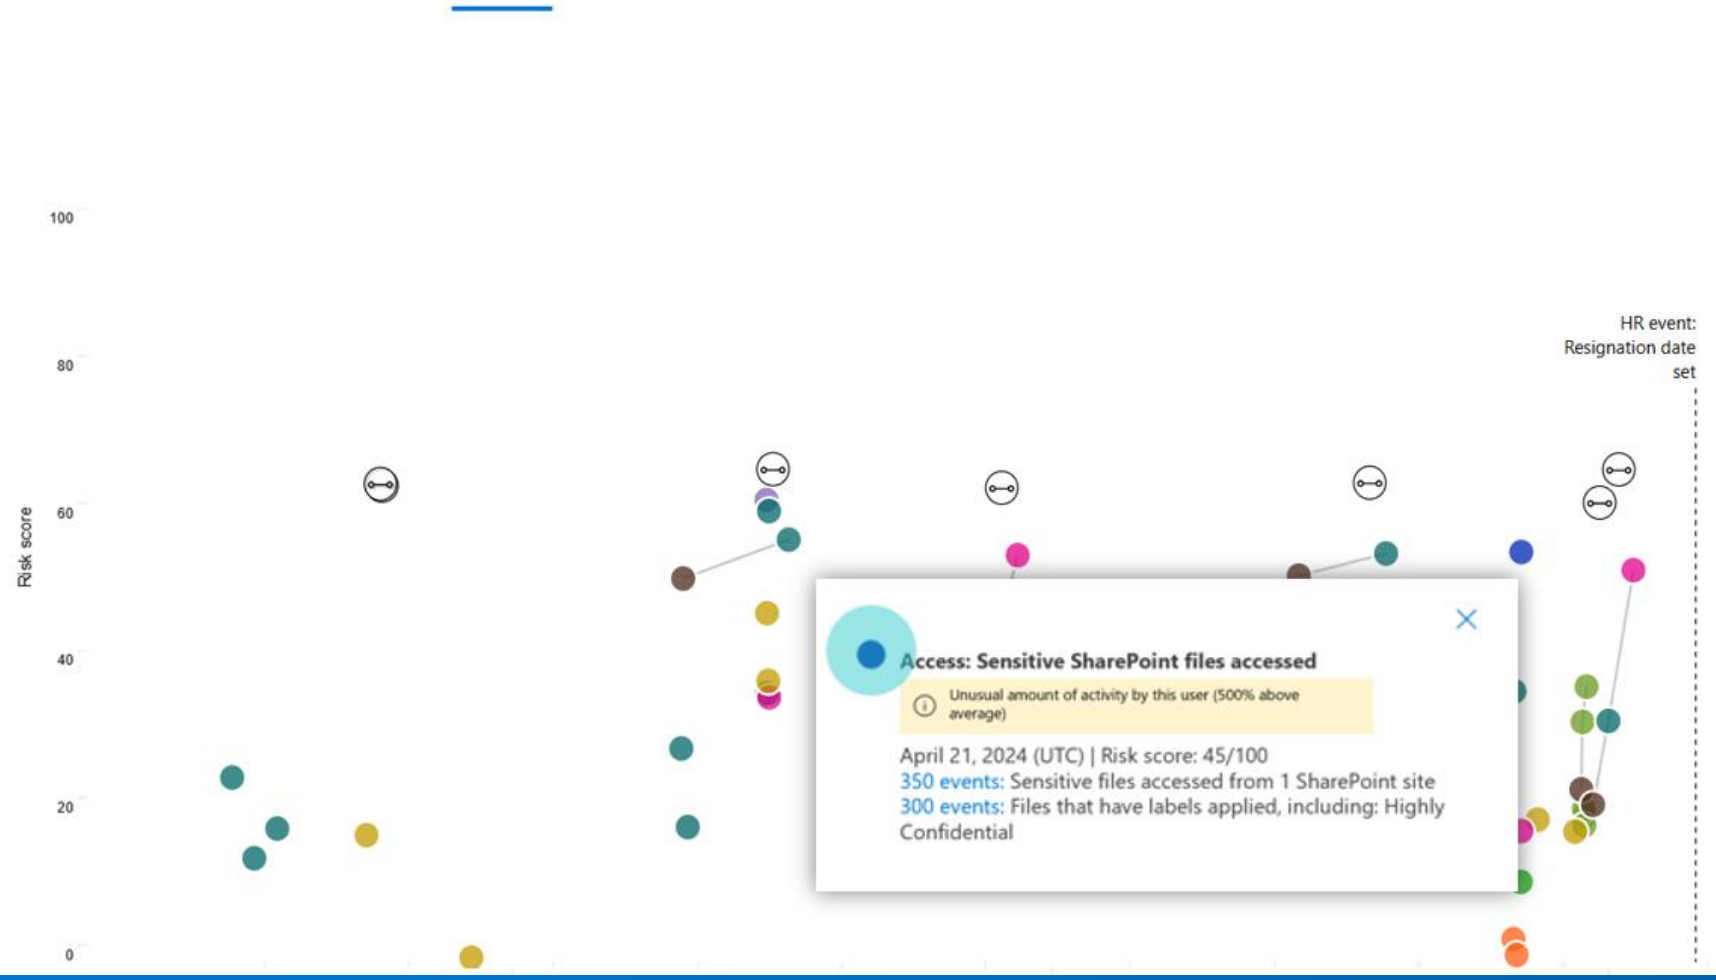 100
80
60
40
20
0
Risk score
HR event:
Resignation date
set
Access: Sensitive SharePoint files accessed
Unusual amount of activity by this user (500% above
average)
April 21, 2024 (UTC) | Risk score: 45/100
350 events: Sensitive files accessed from 1 SharePoint site
300 events: Files that have labels applied, including: Highly
Confidential